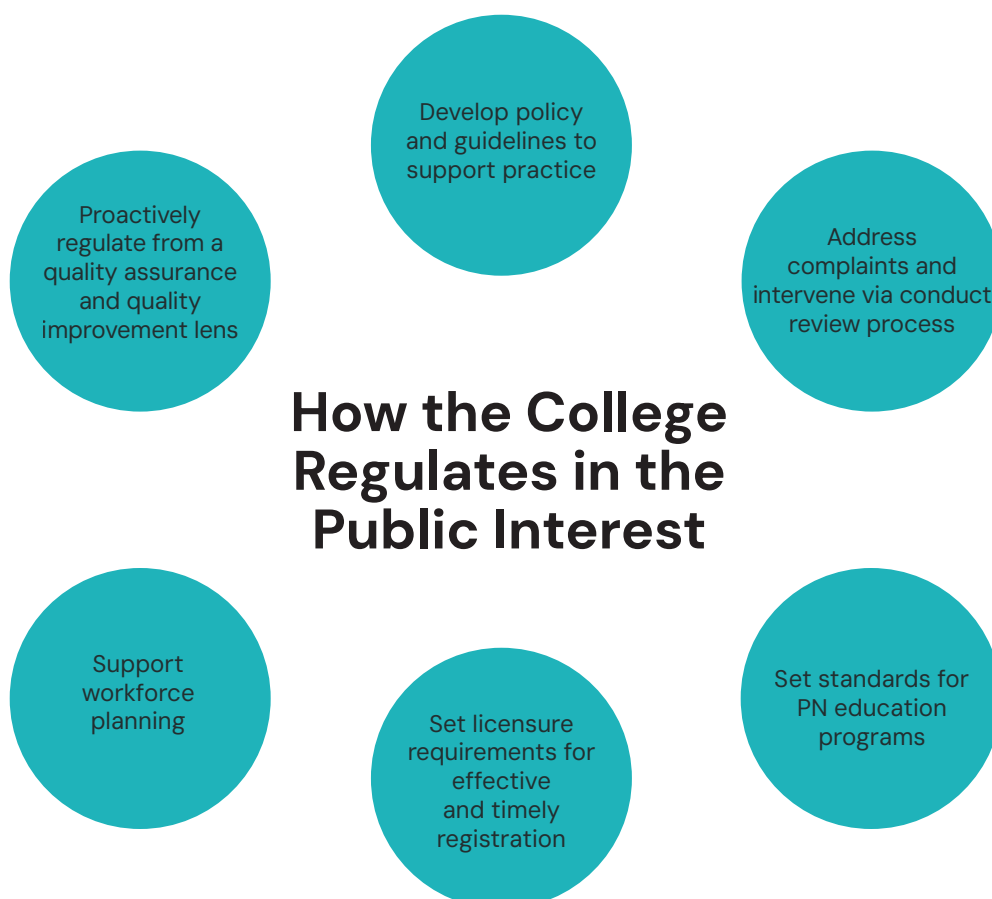 Develop policy
and guidelines to
support practice
Proactively
regulate from a
quality assurance
and quality
improvement lens
Address
complaints and
intervene via conduct
review process
How the College
Regulates in the
Public Interest
Support
workforce
planning
Set licensure
requirements for
effective
and timely
registration
Set standards for
PN education
programs